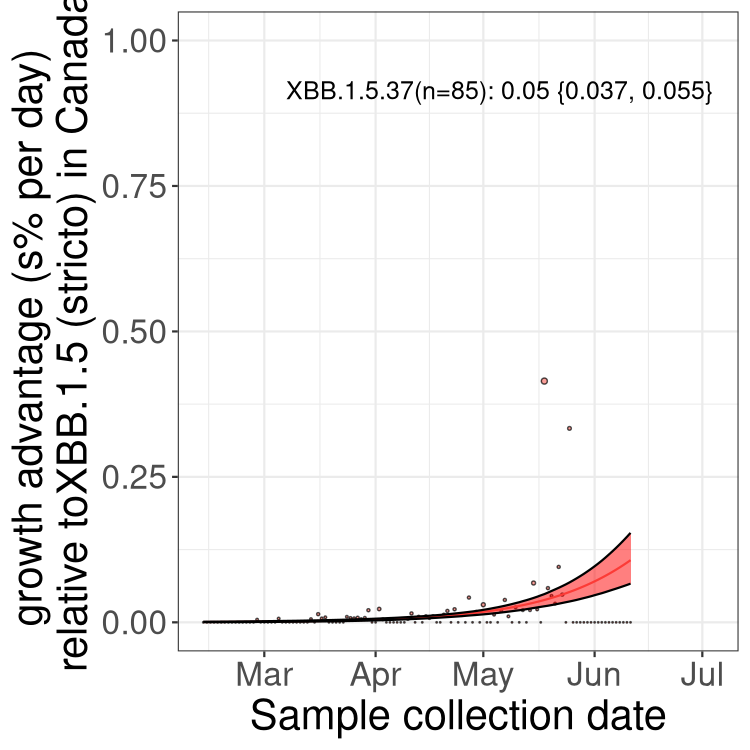 growth advantage (s% per day)
relative toXBB.1.5 (stricto) in Canada
1.00
0.75
0.50
0.25
0.00
XBB.1.5.37(n=85): 0.05 {0.037, 0.055}
Mar
Apr
May
Jun
Jul
Sample collection date